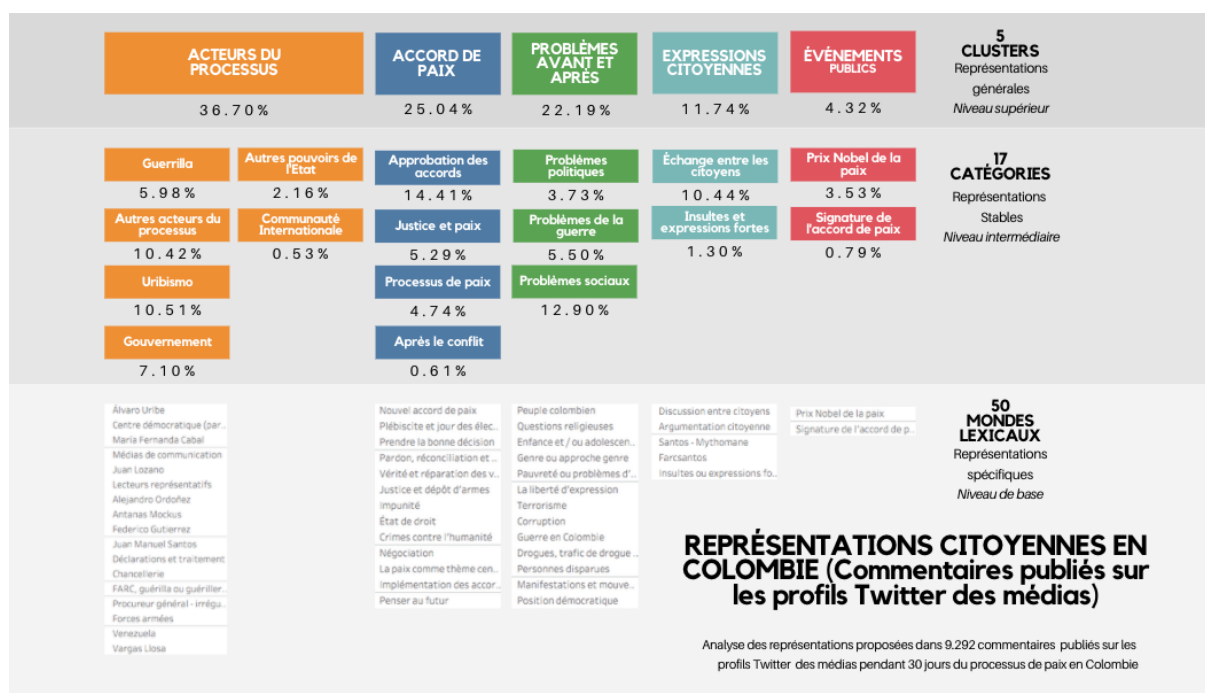 ACTEURS DU
PROCESSUS
36.70%
ACCORD DE
PAIX
25.04%
PROBLÈMES
AVANT ET
APRÈS
22.19%
EXPRESSIONS
CITOYENNES
11.74%
ÉVÉNEMENTS
PUBLICS
4.32%
5
CLUSTERS
Représentations
générales
Niveau supérieur
Guerrilla
5.98%
Autres pouvoirs de
l'Etat
2.16%
Approbation des
accords
14.41%
Problèmes
politiques
3.73%
Échange entre les
citoyens
10.44%
Prix Nobel de la
paix
3.53%
Autres acteurs du
processus
10.42%
Communauté
Internationale
0.53%
Justice et paix
5.29%
Problèmes de la
guerre
5.50%
Insultes et
expressions fortes
1.30%
Signature de
l'accord de paix
0.79%
Uribismo
10.51%
Processus de paix
4.74%
Problèmes sociaux
12.90%
Gouvernement
7.10%
Après le conflit
0.61%
17
CATÉGORIES
Représentations
Stables
Niveau intermédiaire
Álvaro Uribe
Centre démocratique (par..
María Fernanda Cabal
Médias de communication
Juan Lozano
Lecteurs représentatifs
Alejandro Ordoñez
Antanas Mockus
Federico Gutierrez
Juan Manuel Santos
Déclarations et traitement
Chancellerie
FARC, guérilla ou guériller..
Procureur général - irrégu..
Forces armées
Venezuela
Vargas Llosa
Nouvel accord de paix
Plébiscite et jour des élec..
Prendre la bonne décision
Pardon, réconciliation et ..
Vérité et réparation des v..
Justice et dépôt d'armes
Impunité
État de droit
Crimes contre l'humanité
Négociation
La paix comme thème cen..
Implémentation des accor..
Penser au futur
Peuple colombien
Questions religieuses
Enfance et / ou adolescen..
Genre ou approche genre
Pauvreté ou problèmes d'..
La liberté d'expression
Terrorisme
Corruption
Guerre en Colombie
Drogues, trafic de drogue ..
Personnes disparues
Manifestations et mouve..
Position démocratique
Discussion entre citoyens
Argumentation citoyenne
Santos - Mythomane
Farcsantos
Insultes ou expressions fo..
Prix Nobel de la paix
Signature de l'accord de p..
50
MONDES
LEXICAUX
Représentations
spécifiques
Niveau de base
REPRÉSENTATIONS CITOYENNES EN
COLOMBIE (Commentaires publiés sur
les profils Twitter des médias)
Analyse des représentations proposées dans 9.292 commentaires publiés sur les
profils Twitter des médias pendant 30 jours du processus de paix en Colombie